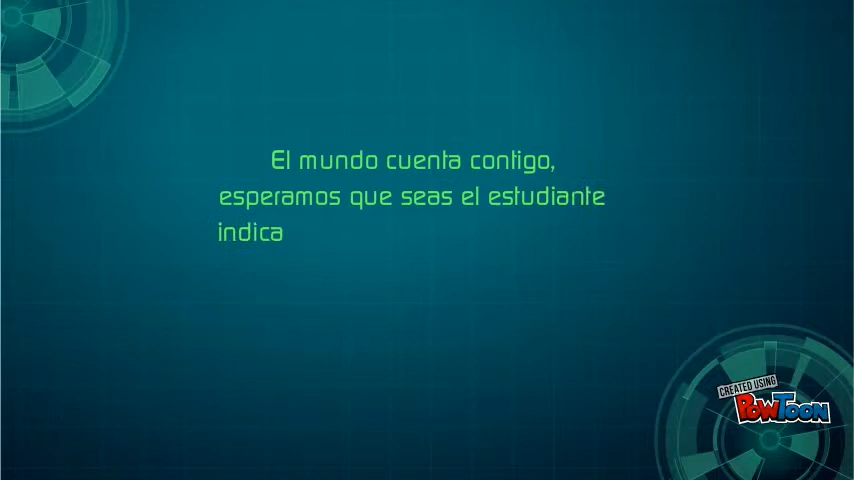 El mundo cuenta contigo,
esperamos que seas el estudiante
indica
CREATED USING
POWTOON